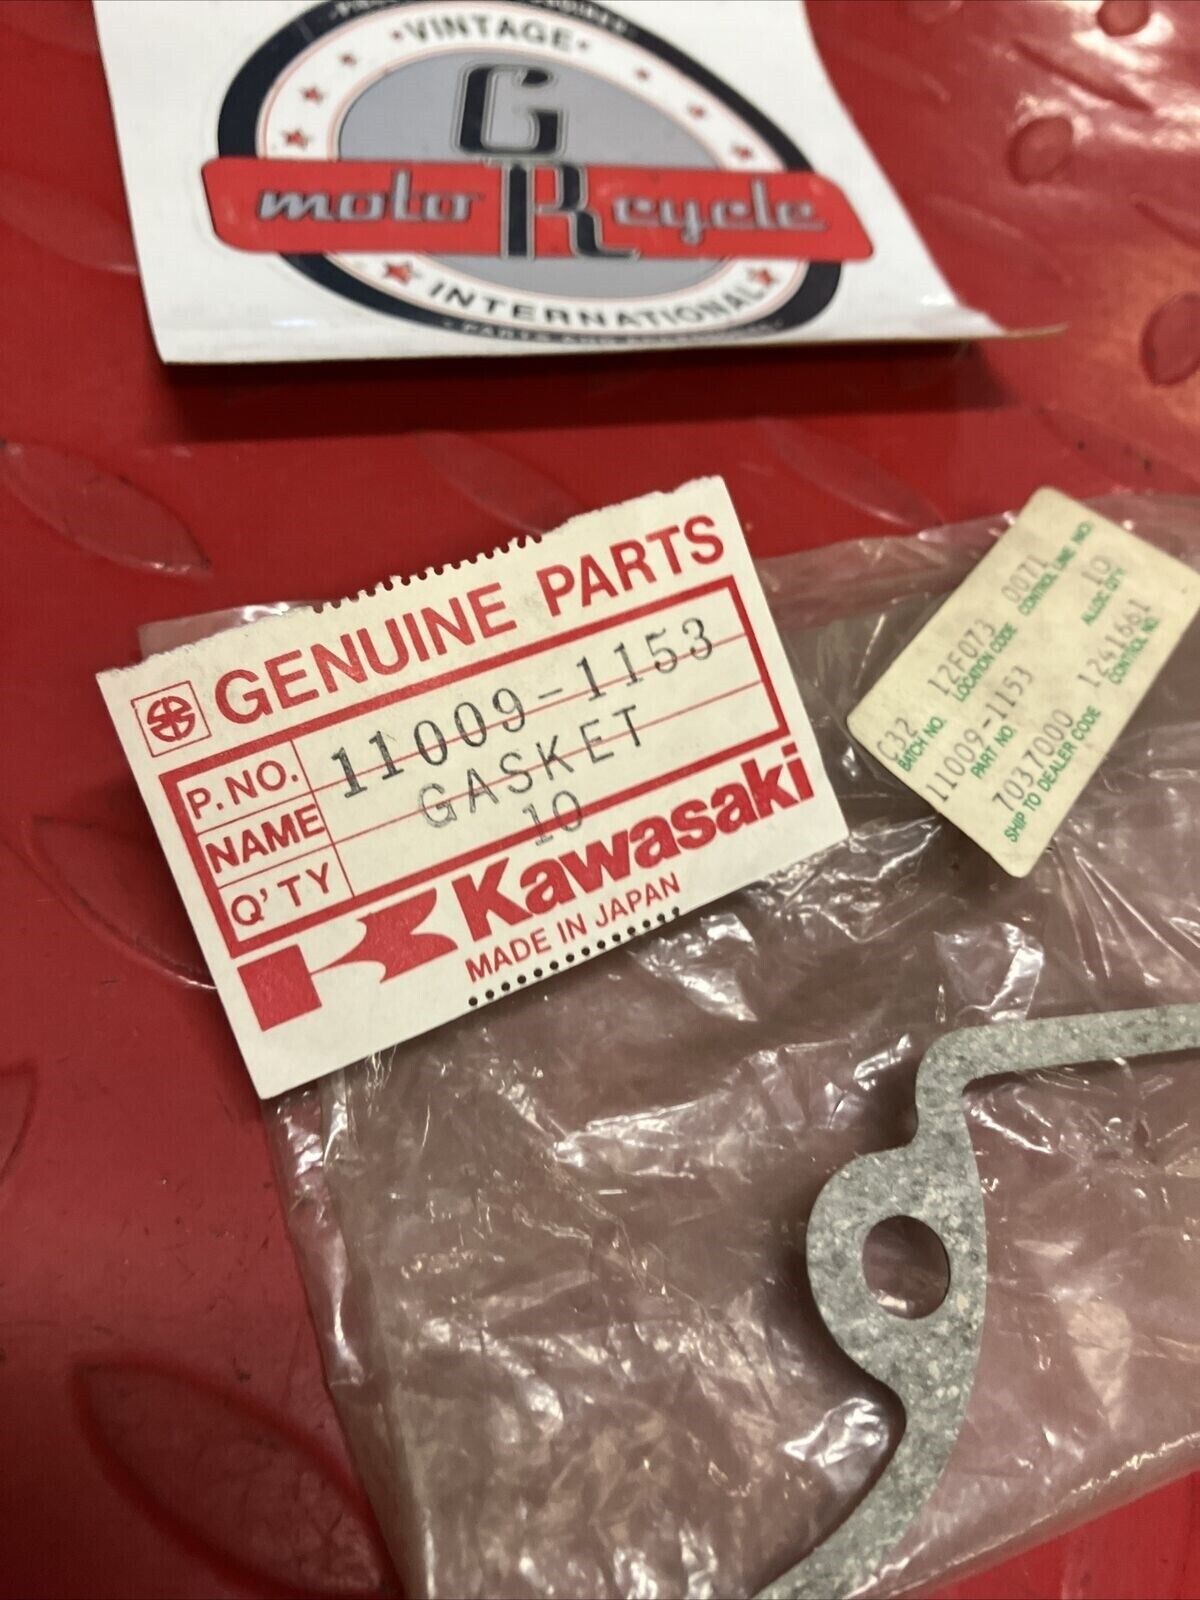 VINTAGE
G
moto R cycle
INTERNATIONAL
GENUINE PARTS
P.NO. 11009-1153
NAME GASKET
Q'TY 10
Kawasaki
MADE IN JAPAN
C32 12F073 0071
BATCH NO. LOCATION CODE CONTROL LINE NO.
11009-1153 10
PART NO. ALLOC QTY.
7037000 1241661
SHIP TO DEALER CODE CONTROL NO.